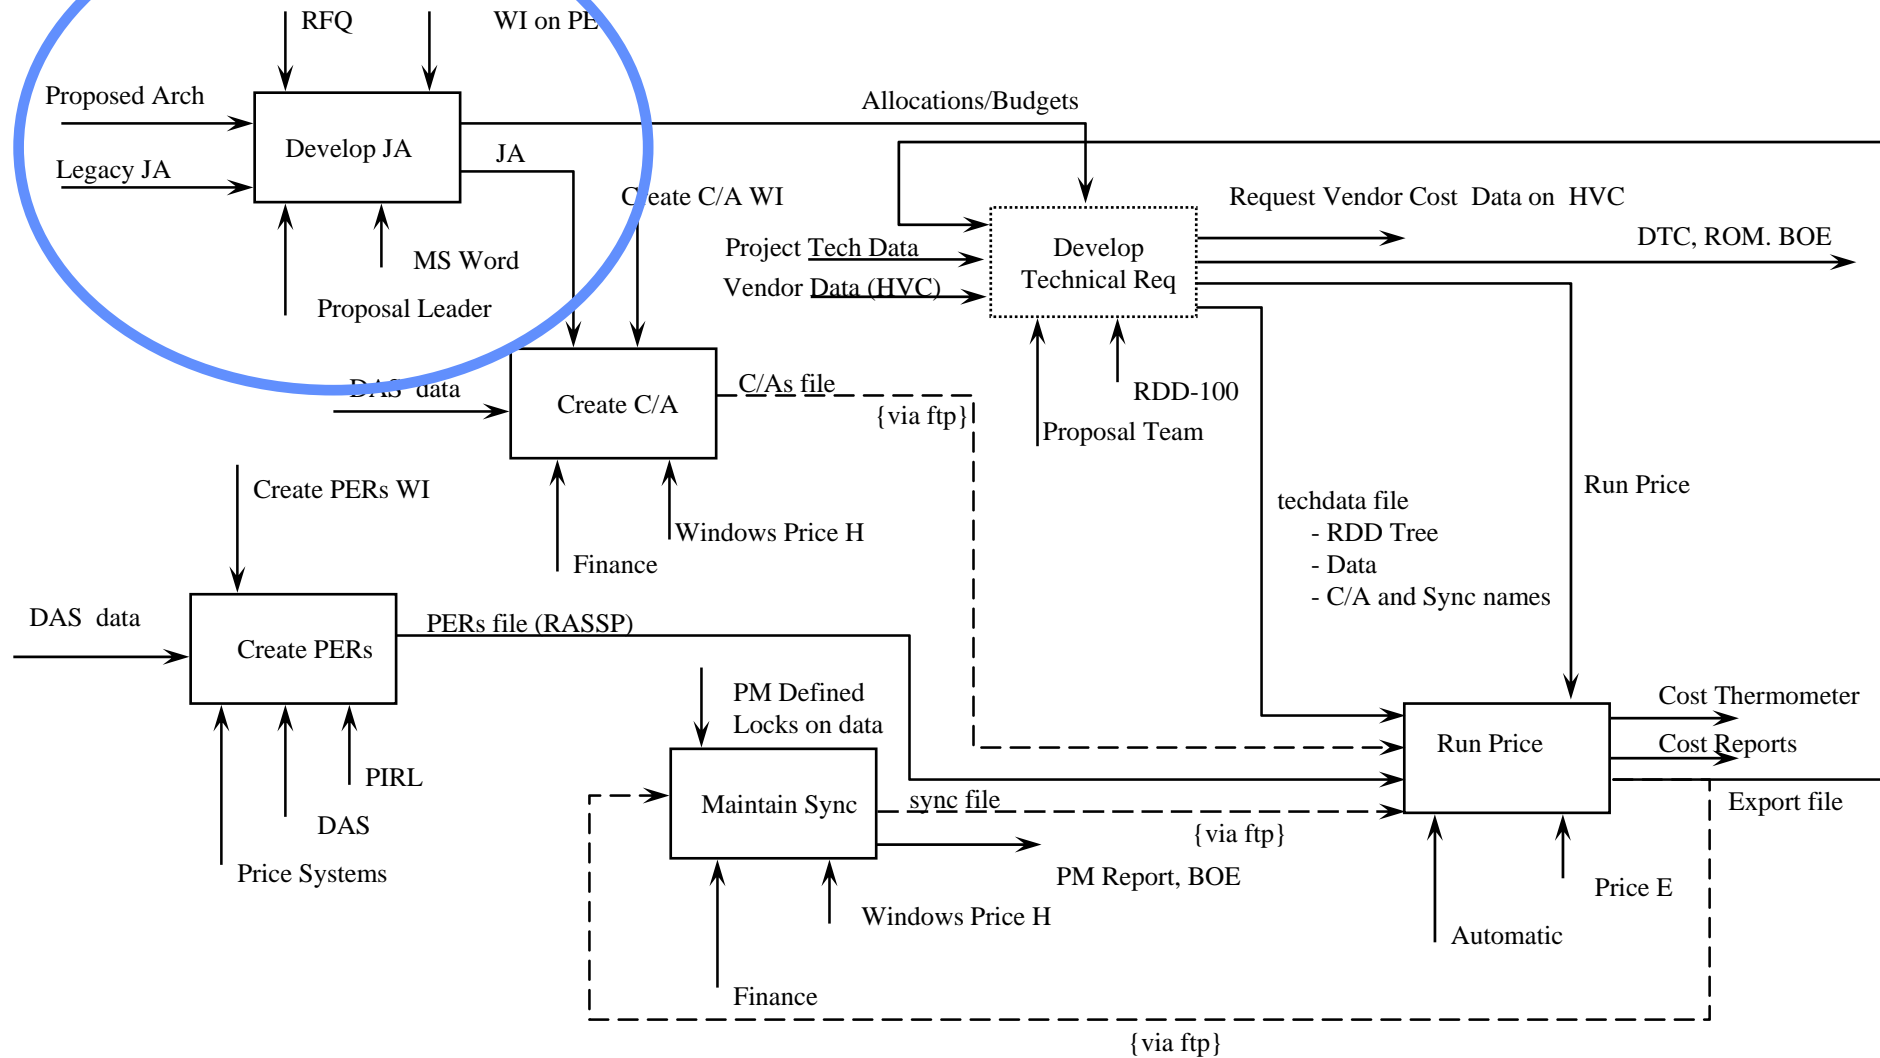 RFQ
WI on PE
Proposed Arch
Allocations/Budgets
Develop JA
JA
Legacy JA
Create C/A WI
Request Vendor Cost Data on HVC
Project Tech Data
Develop
Technical Req
DTC, ROM. BOE
MS Word
Vendor Data (HVC)
Proposal Leader
DAS data
C/As file
Create C/A
{via ftp}
RDD-100
Proposal Team
Create PERs WI
Windows Price H
Finance
techdata file
- RDD Tree
- Data
- C/A and Sync names
Run Price
DAS data
PERs file (RASSP)
Create PERs
PM Defined
Locks on data
Cost Thermometer
Run Price
Cost Reports
PIRL
Maintain Sync
sync file
Export file
DAS
{via ftp}
Price Systems
PM Report, BOE
Price E
Windows Price H
Automatic
Finance
{via ftp}